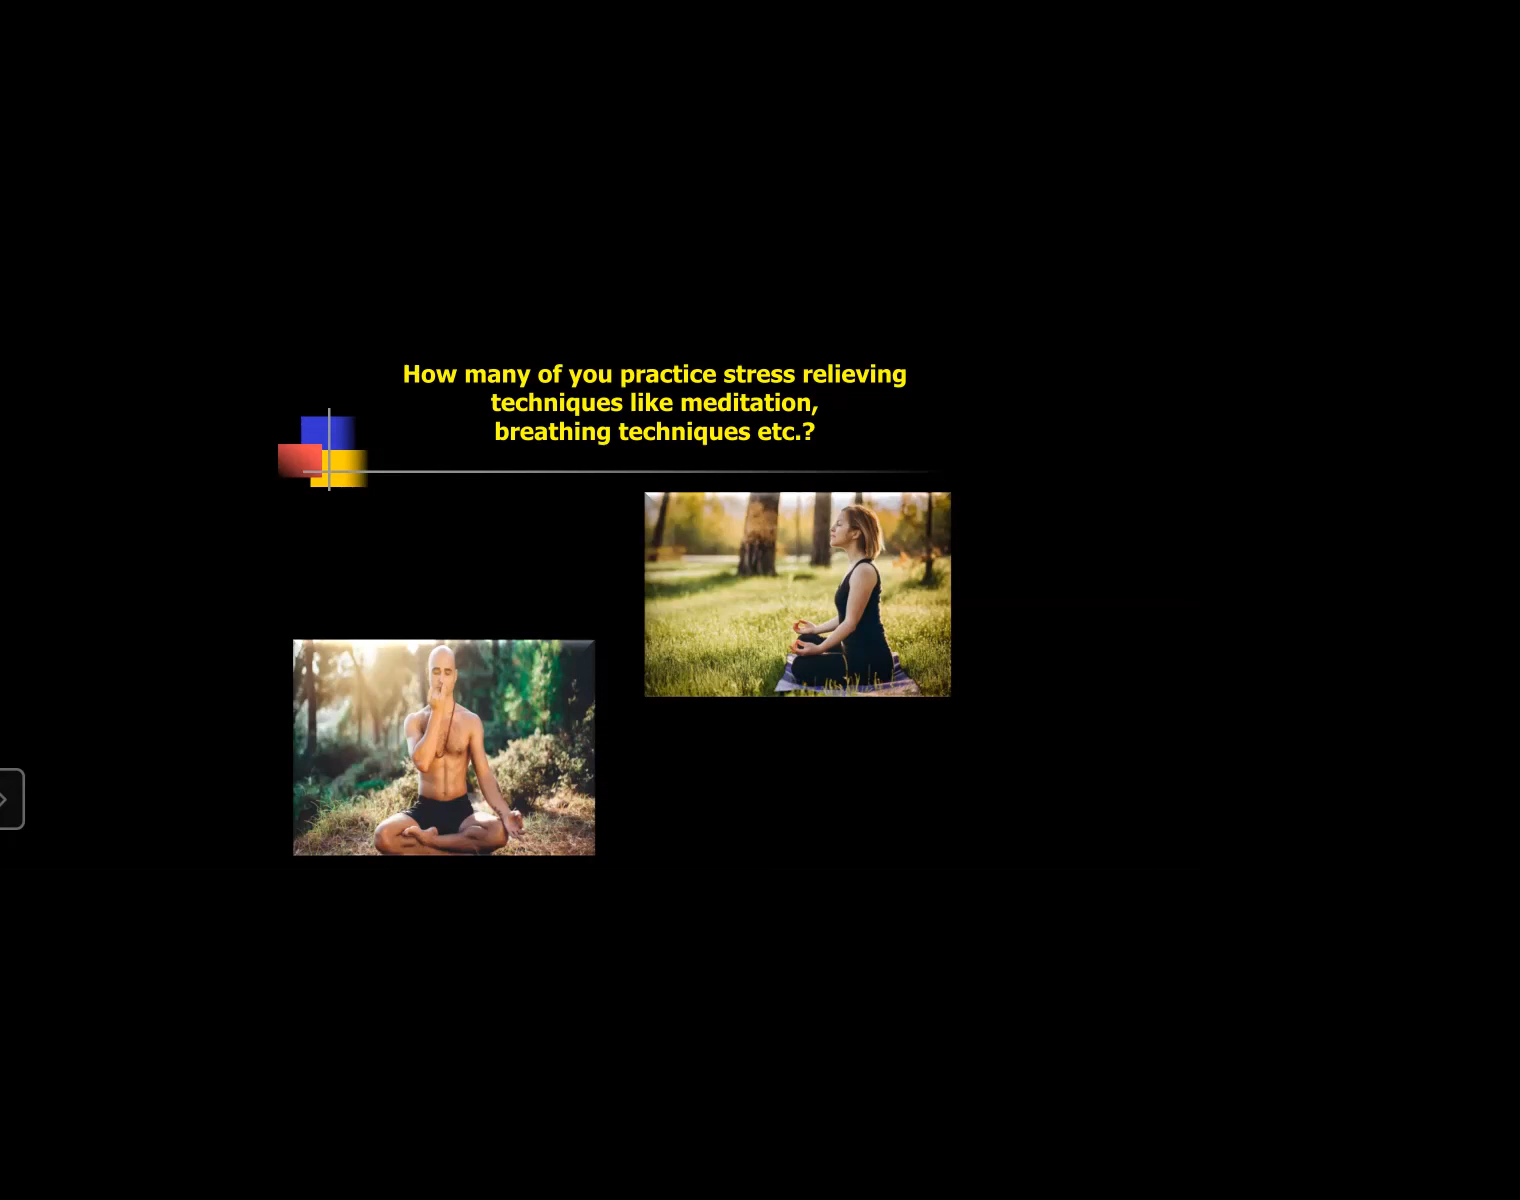 How many of you practice stress relieving
techniques like meditation,
breathing techniques etc.?